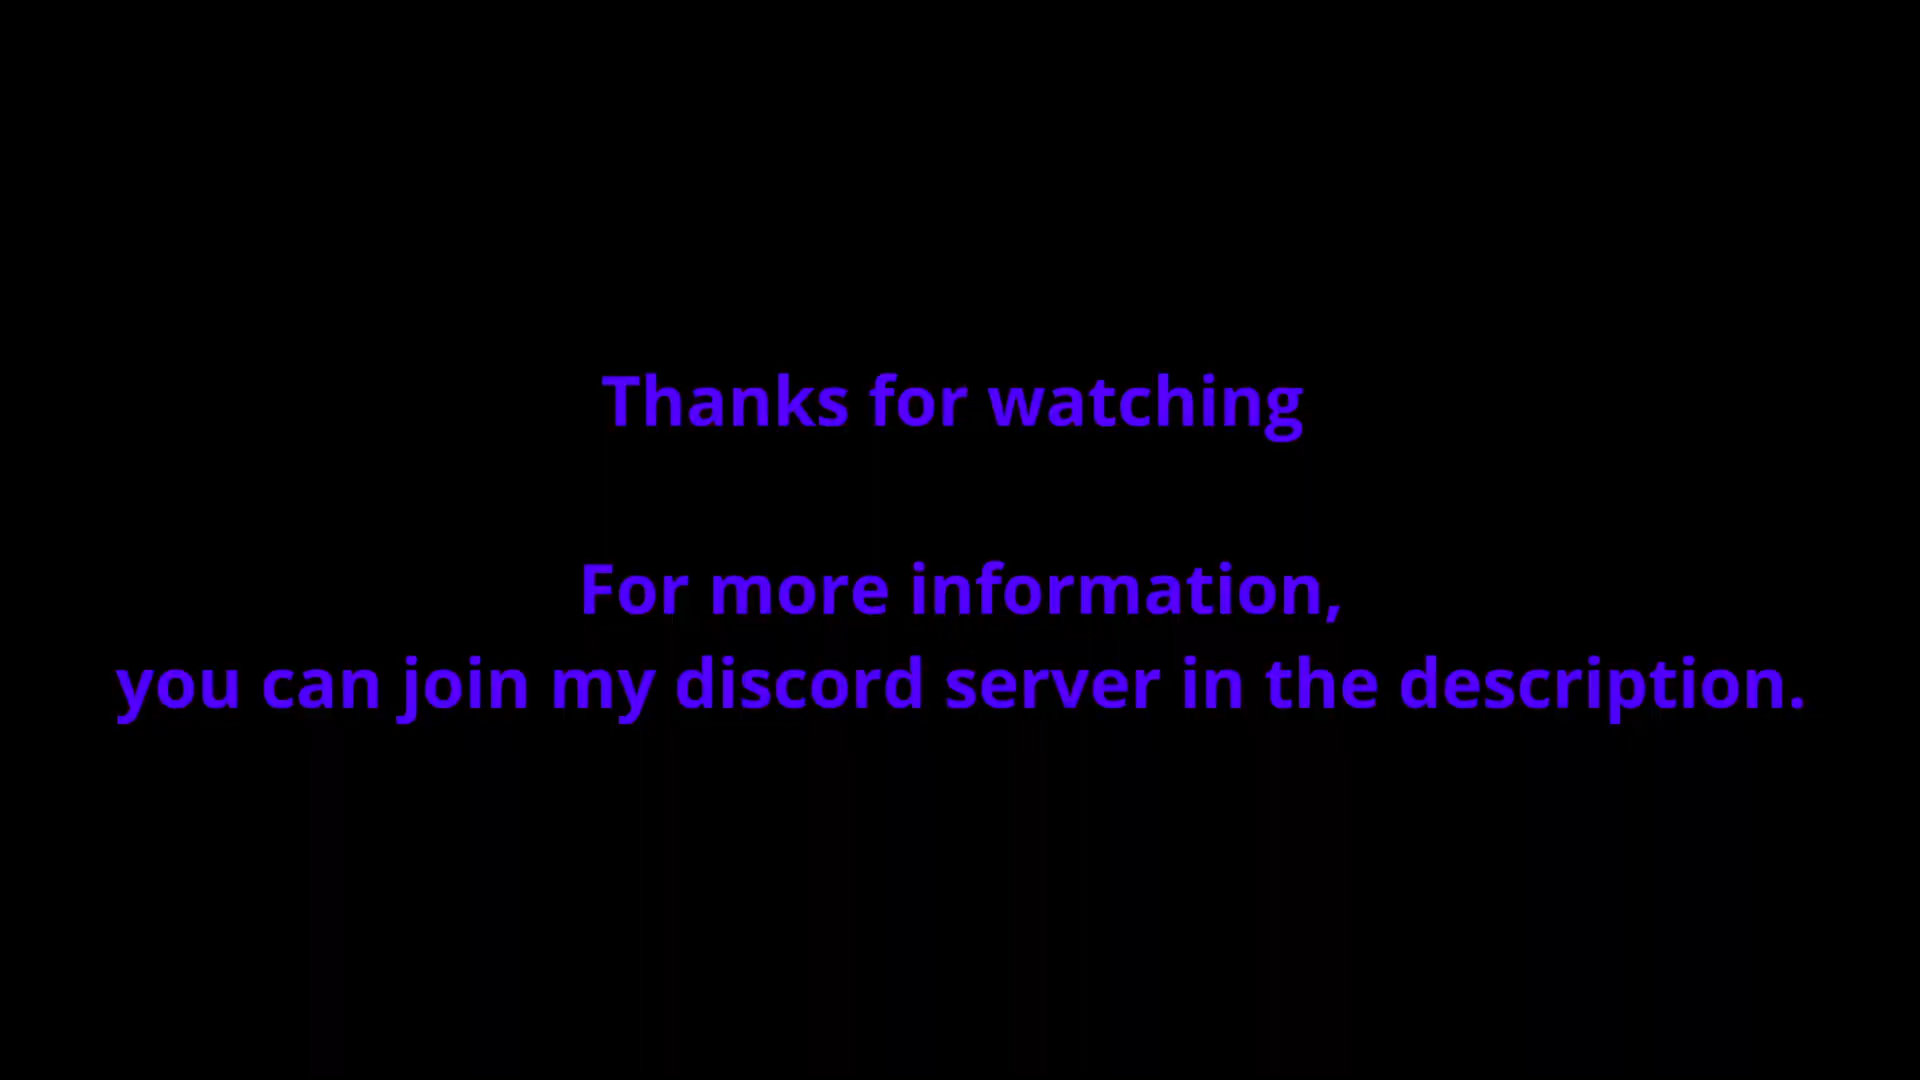 Thanks for watching
For more information,
you can join my discord server in the description.